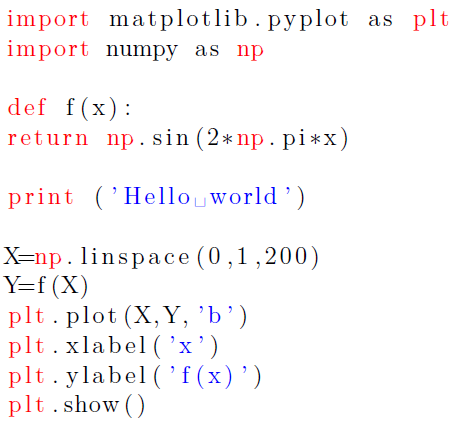 import matplotlib.pyplot as plt
import numpy as np
def f(x):
return np.sin(2*np.pi*x)
print ('Hello␣world')
X=np.linspace(0,1,200)
Y=f(X)
plt.plot(X,Y,'b')
plt.xlabel('x')
plt.ylabel('f(x)')
plt.show()